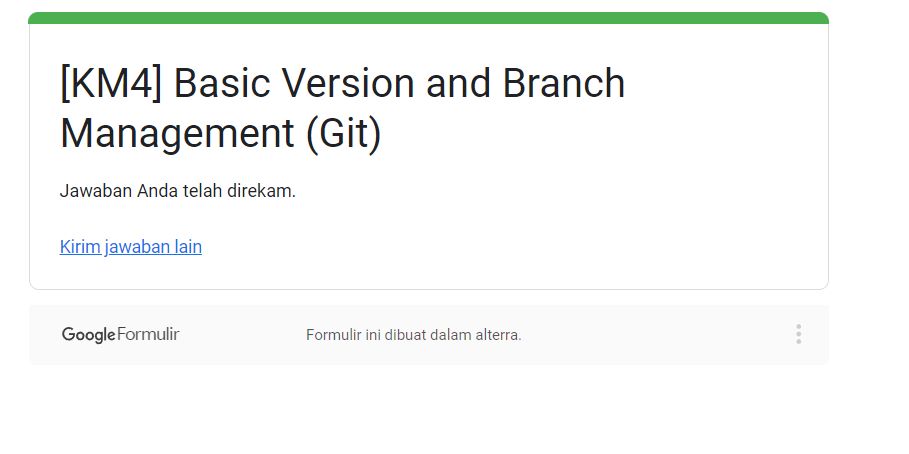 [KM4] Basic Version and Branch
Management (Git)
Jawaban Anda telah direkam.
Kirim jawaban lain
Google Formulir
Formulir ini dibuat dalam alterra.